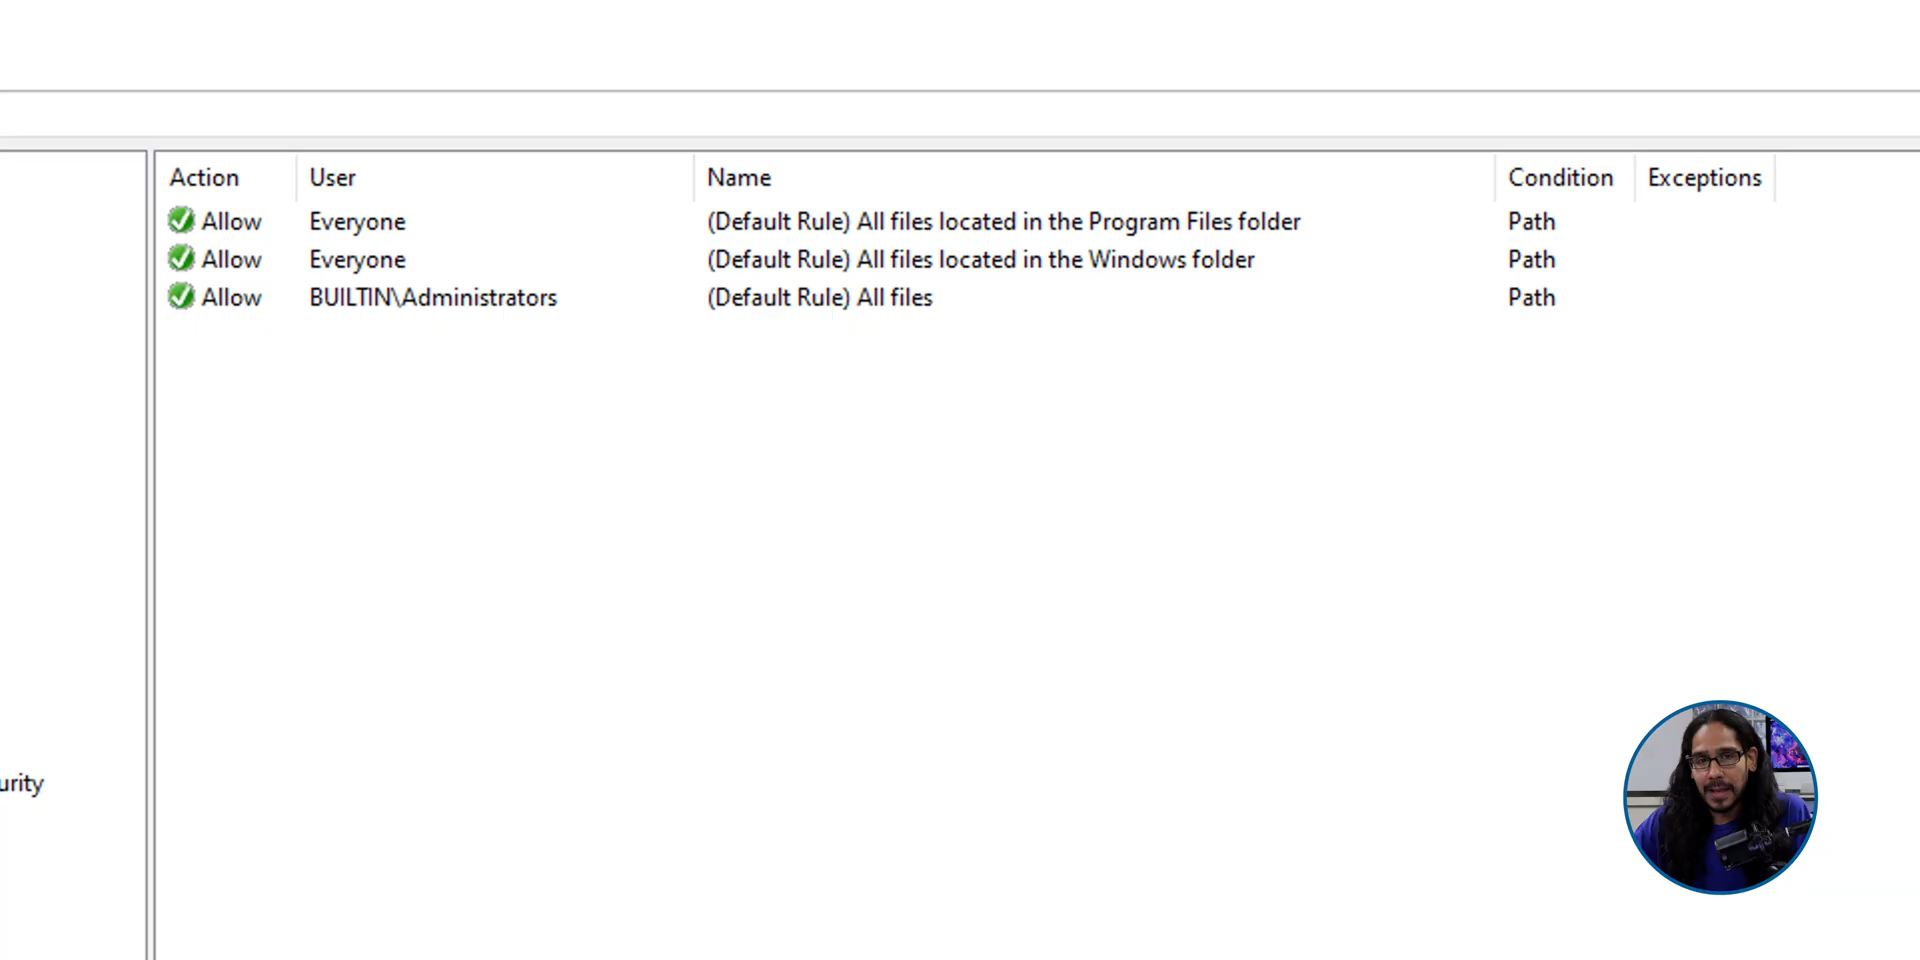 Action User Name Condition Exceptions
Allow Everyone (Default Rule) All files located in the Program Files folder Path
Allow Everyone (Default Rule) All files located in the Windows folder Path
Allow BUILTIN\Administrators (Default Rule) All files Path
urity